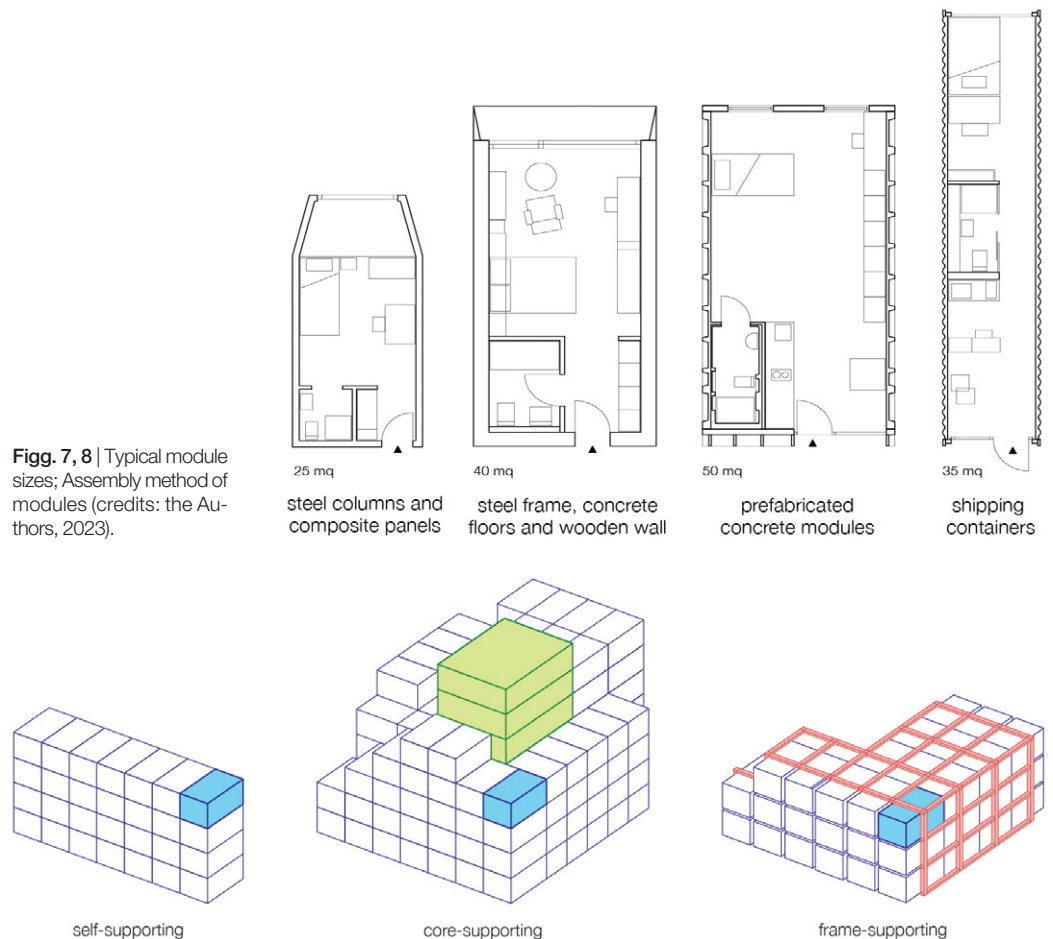 Figg. 7, 8 | Typical module
sizes; Assembly method of
modules (credits: the Au-
thors, 2023).
25 mq
steel columns and
composite panels
40 mq
steel frame, concrete
floors and wooden wall
50 mq
prefabricated
concrete modules
35 mq
shipping
containers
self-supporting
core-supporting
frame-supporting